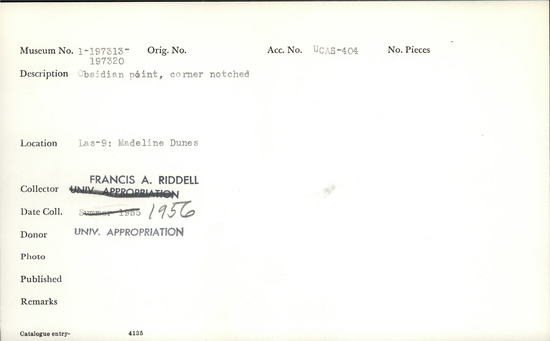 Museum No. 1-197313- Orig. No. Acc. No. UCAS-404 No. Pieces
197320
Description Obsidian point, corner notched
Location Las-9: Madeline Dunes
FRANCIS A. RIDDELL
Collector UNIV. APPROPRIATION
Date Coll. Summer 1955 1956
Donor UNIV. APPROPRIATION
Photo
Published
Remarks
Catalogue entry- 4135